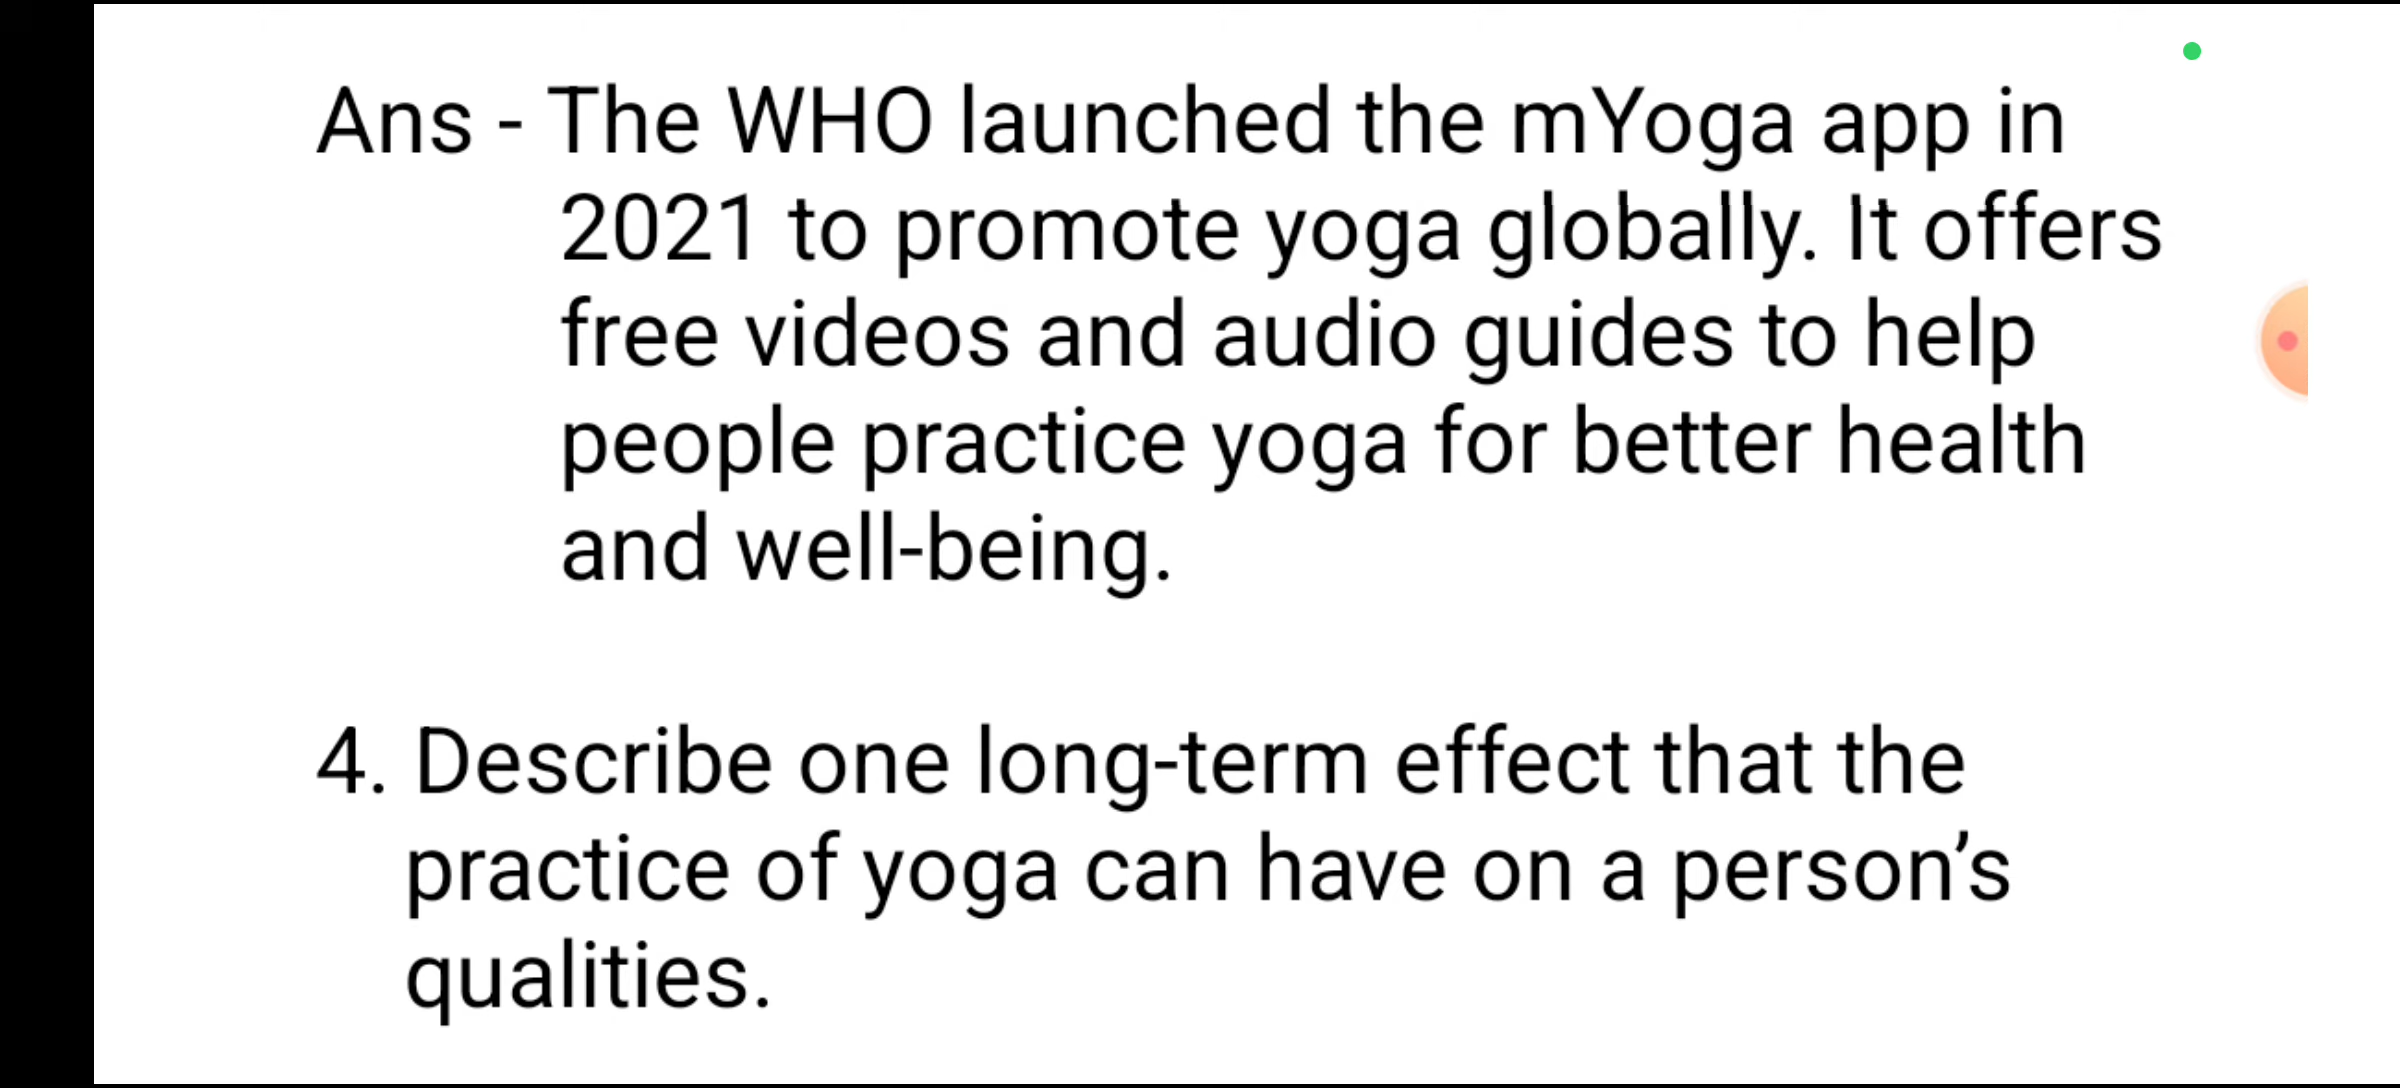 Ans - The WHO launched the mYoga app in
2021 to promote yoga globally. It offers
free videos and audio guides to help
people practice yoga for better health
and well-being.
4. Describe one long-term effect that the
practice of yoga can have on a person’s
qualities.